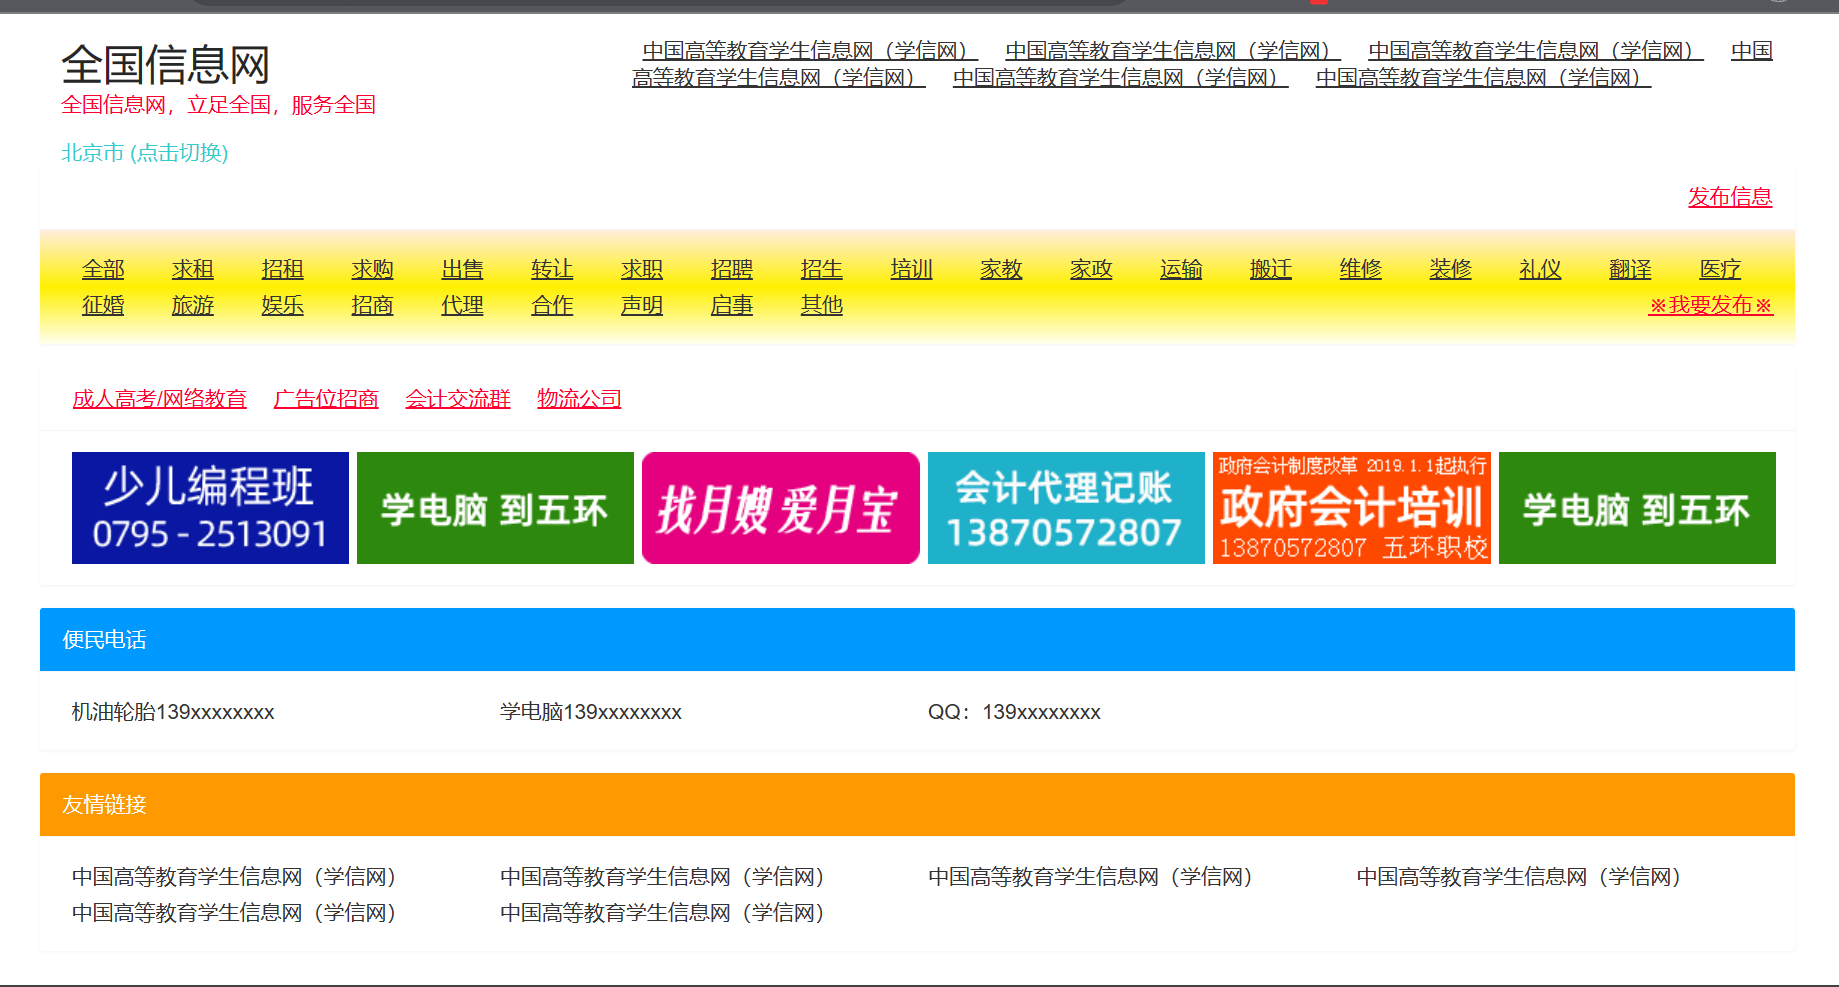 全国信息网
全国信息网，立足全国，服务全国
北京市 (点击切换)
中国高等教育学生信息网（学信网） 中国高等教育学生信息网（学信网） 中国高等教育学生信息网（学信网） 中国
高等教育学生信息网（学信网） 中国高等教育学生信息网（学信网） 中国高等教育学生信息网（学信网）
发布信息
全部 求租 招租 求购 出售 转让 求职 招聘 招生 培训 家教 家政 运输 搬迁 维修 装修 礼仪 翻译 医疗
征婚 旅游 娱乐 招商 代理 合作 声明 启事 其他 ※我要发布※
成人高考/网络教育 广告位招商 会计交流群 物流公司
少儿编程班
0795 - 2513091
学电脑 到五环
找月嫂 爱月宝
会计代理记账
13870572807
政府会计制度改革 2019.1.1起执行
政府会计培训
13870572807 五环职校
学电脑 到五环
便民电话
机油轮胎139xxxxxxxx 学电脑139xxxxxxxx QQ：139xxxxxxxx
友情链接
中国高等教育学生信息网（学信网） 中国高等教育学生信息网（学信网） 中国高等教育学生信息网（学信网） 中国高等教育学生信息网（学信网）
中国高等教育学生信息网（学信网） 中国高等教育学生信息网（学信网）